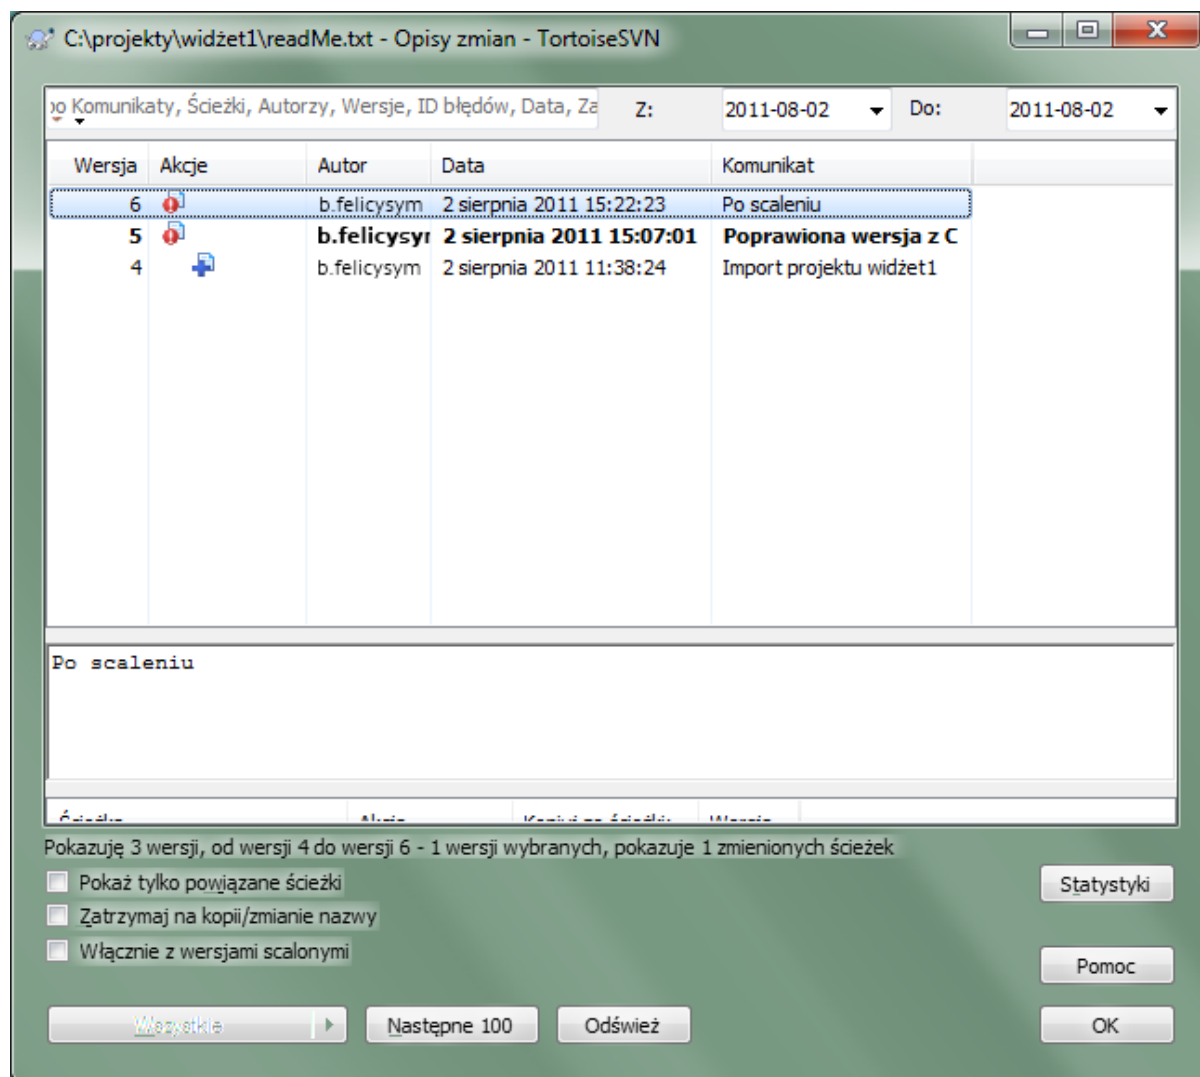 C:\projekty\widżet1\readMe.txt - Opisy zmian - TortoiseSVN
po Komunikaty, Ścieżki, Autorzy, Wersje, ID błędów, Data, Za Z: 2011-08-02 Do: 2011-08-02
Wersja Akcje Autor Data Komunikat
6 b.felicysym 2 sierpnia 2011 15:22:23 Po scaleniu
5 b.felicysyr 2 sierpnia 2011 15:07:01 Poprawiona wersja z C
4 b.felicysym 2 sierpnia 2011 11:38:24 Import projektu widżet1
Po scaleniu
Pokazuję 3 wersji, od wersji 4 do wersji 6 - 1 wersji wybranych, pokazuje 1 zmienionych ścieżek
Pokaż tylko powiązane ścieżki
Statystyki
Zatrzymaj na kopii/zmianie nazwy
Włącznie z wersjami scalonymi
Pomoc
Wszystkie Następne 100 Odśwież OK